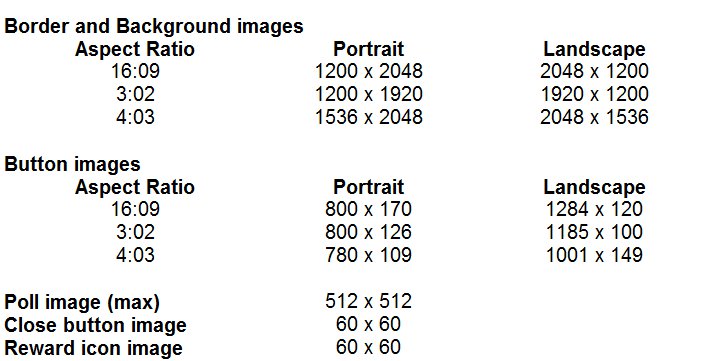 Border and Background images
Aspect Ratio Portrait Landscape
16:09 1200 x 2048 2048 x 1200
3:02 1200 x 1920 1920 x 1200
4:03 1536 x 2048 2048 x 1536
Button images
Aspect Ratio Portrait Landscape
16:09 800 x 170 1284 x 120
3:02 800 x 126 1185 x 100
4:03 780 x 109 1001 x 149
Poll image (max) 512 x 512
Close button image 60 x 60
Reward icon image 60 x 60